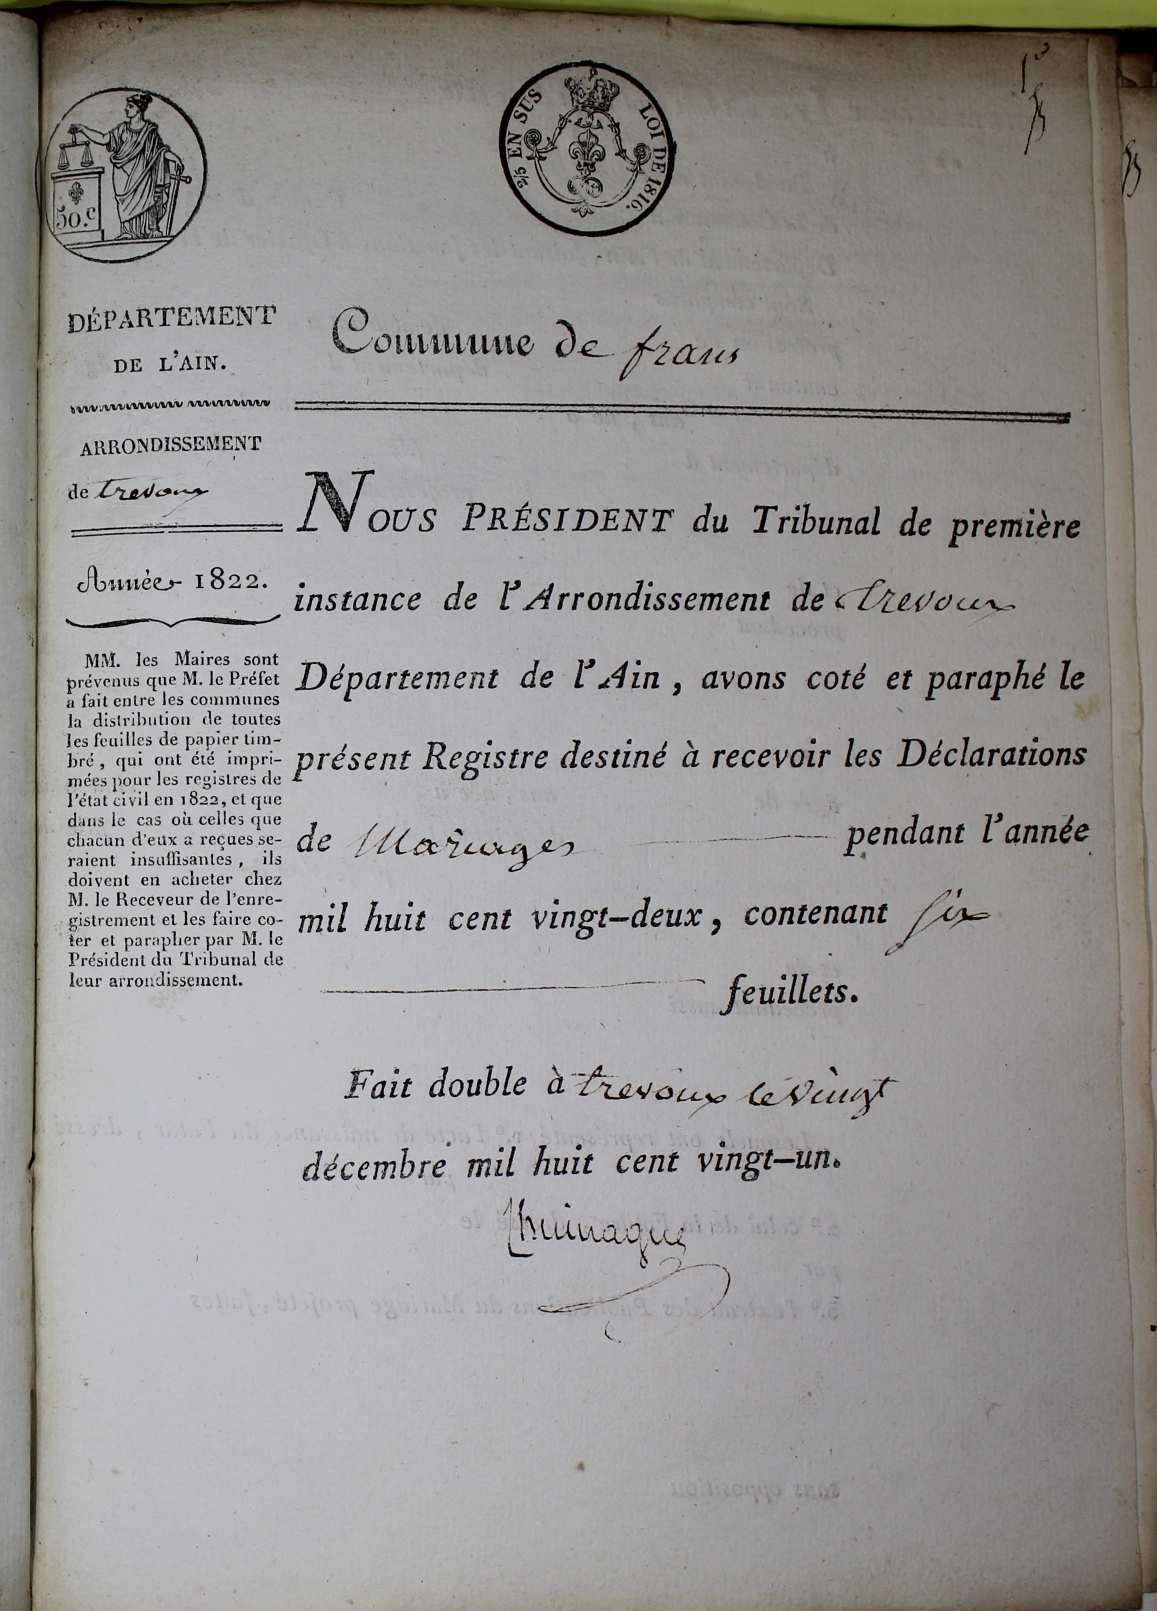 1er
50.c
2/5 EN SUS LOI DE 1816.
DÉPARTEMENT
DE L'AIN.
Commune de frans
ARRONDISSEMENT
de trevoux
Année 1822.
MM. les Maires sont
prévenus que M. le Préfet
a fait entre les communes
la distribution de toutes
les feuilles de papier tim-
bré, qui ont été impri-
mées pour les registres de
l'état civil en 1822, et que
dans le cas où celles que
chacun d'eux a reçues se-
raient insuffisantes, ils
doivent en acheter chez
M. le Receveur de l'enre-
gistrement et les faire co-
ter et parapher par M. le
Président du Tribunal de
leur arrondissement.
NOUS PRÉSIDENT du Tribunal de première
instance de l'Arrondissement de trevoux
Département de l'Ain, avons coté et paraphé le
présent Registre destiné à recevoir les Déclarations
de Mariages pendant l'année
mil huit cent vingt-deux, contenant six
feuillets.
Fait double à trevoux le vingt
décembre mil huit cent vingt-un.